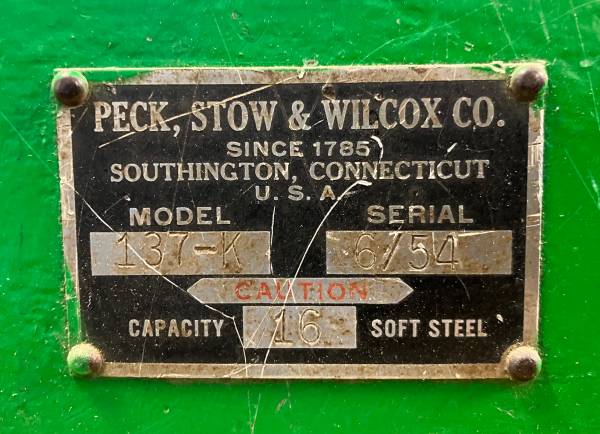 PECK, STOW & WILCOX CO.
SINCE 1785
SOUTHINGTON, CONNECTICUT
U. S. A.
MODEL SERIAL
137-K 6/54
CAUTION
CAPACITY 16 SOFT STEEL